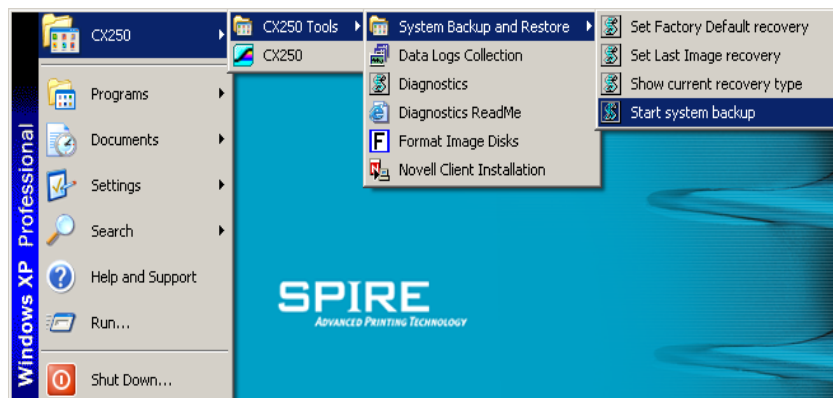 Windows XP Professional
CX250
Programs
Documents
Settings
Search
Help and Support
Run...
Shut Down...
CX250 Tools
CX250
System Backup and Restore
Data Logs Collection
Diagnostics
Diagnostics ReadMe
Format Image Disks
Novell Client Installation
Set Factory Default recovery
Set Last Image recovery
Show current recovery type
Start system backup
SPIRE
ADVANCED PRINTING TECHNOLOGY